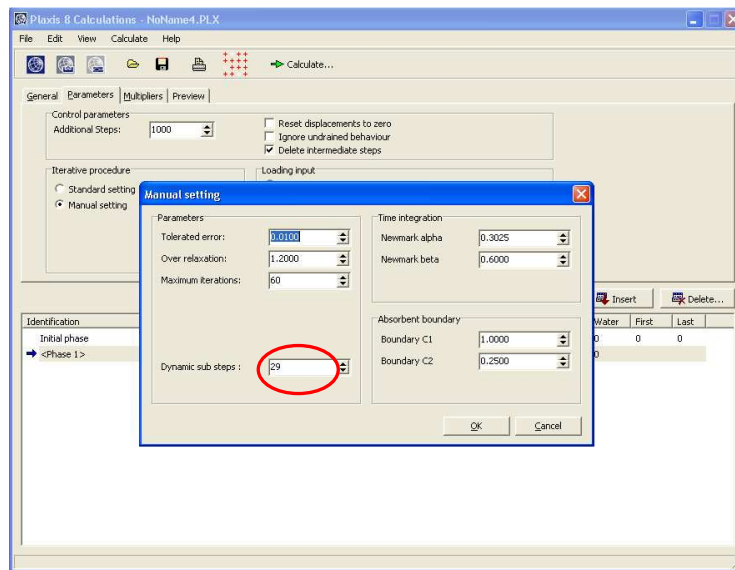 Plaxis 8 Calculations - NoName4.PLX
File Edit View Calculate Help
Calculate...
General Parameters Multipliers Preview
Control parameters
Additional Steps: 1000
Reset displacements to zero
Ignore undrained behaviour
Delete intermediate steps
Iterative procedure
Standard setting
Manual setting
Loading input
Manual setting
Parameters
Tolerated error: 0.0100
Over relaxation: 1.2000
Maximum iterations: 60
Dynamic sub steps : 29
Time integration
Newmark alpha 0.3025
Newmark beta 0.6000
Absorbent boundary
Boundary C1 1.0000
Boundary C2 0.2500
OK Cancel
Insert Delete...
Identification Water First Last
Initial phase 0 0 0
<Phase 1> 0